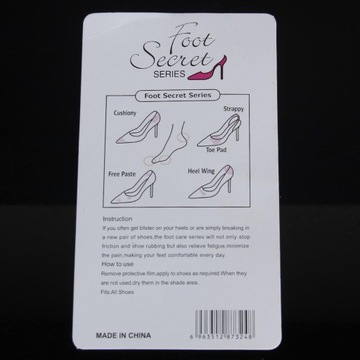 Foot
Secret
SERIES
Foot Secret Series
Cushiony
Strappy
Toe Pad
Free Paste
Heel Wing
Instruction
If you often get blister on your heels or are simply breaking in
a new pair of shoes,the foot care series will not only stop
friction and shoe rubbing but also relieve fatigue,minimize
the pain,making your feet comfortable every day.
How to use
Remove protective film,apply to shoes as required.When they
are not used,dry them in the shade area.
Fits:All Shoes
MADE IN CHINA
6 963512 873248